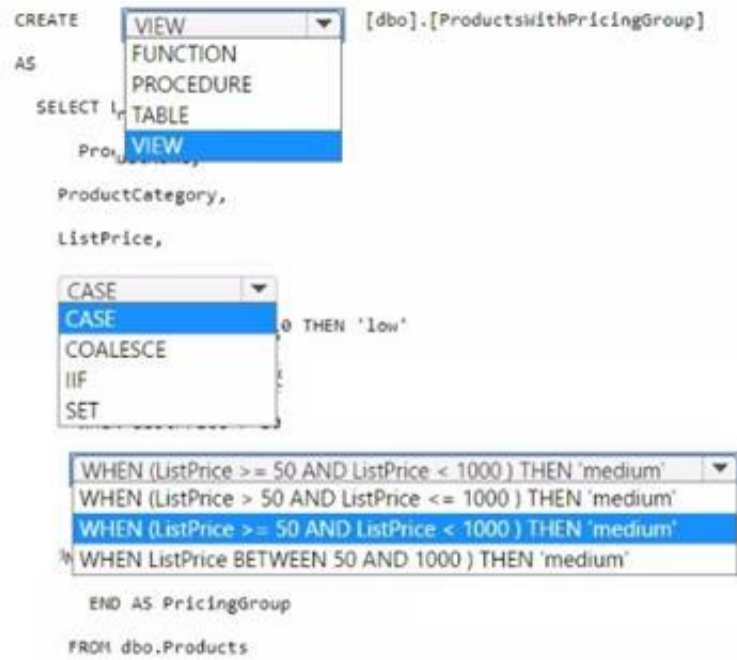 CREATE VIEW [dbo].[ProductsWithPricingGroup]
FUNCTION
AS
PROCEDURE
SELECT
TABLE
VIEW
ProductCategory,
ListPrice,
CASE
CASE
THEN 'low'
COALESCE
IIF
SET
WHEN (ListPrice >= 50 AND ListPrice < 1000 ) THEN 'medium'
WHEN (ListPrice > 50 AND ListPrice <= 1000 ) THEN 'medium'
WHEN (ListPrice >= 50 AND ListPrice < 1000 ) THEN 'medium'
WHEN ListPrice BETWEEN 50 AND 1000 ) THEN 'medium'
END AS PricingGroup
FROM dbo.Products